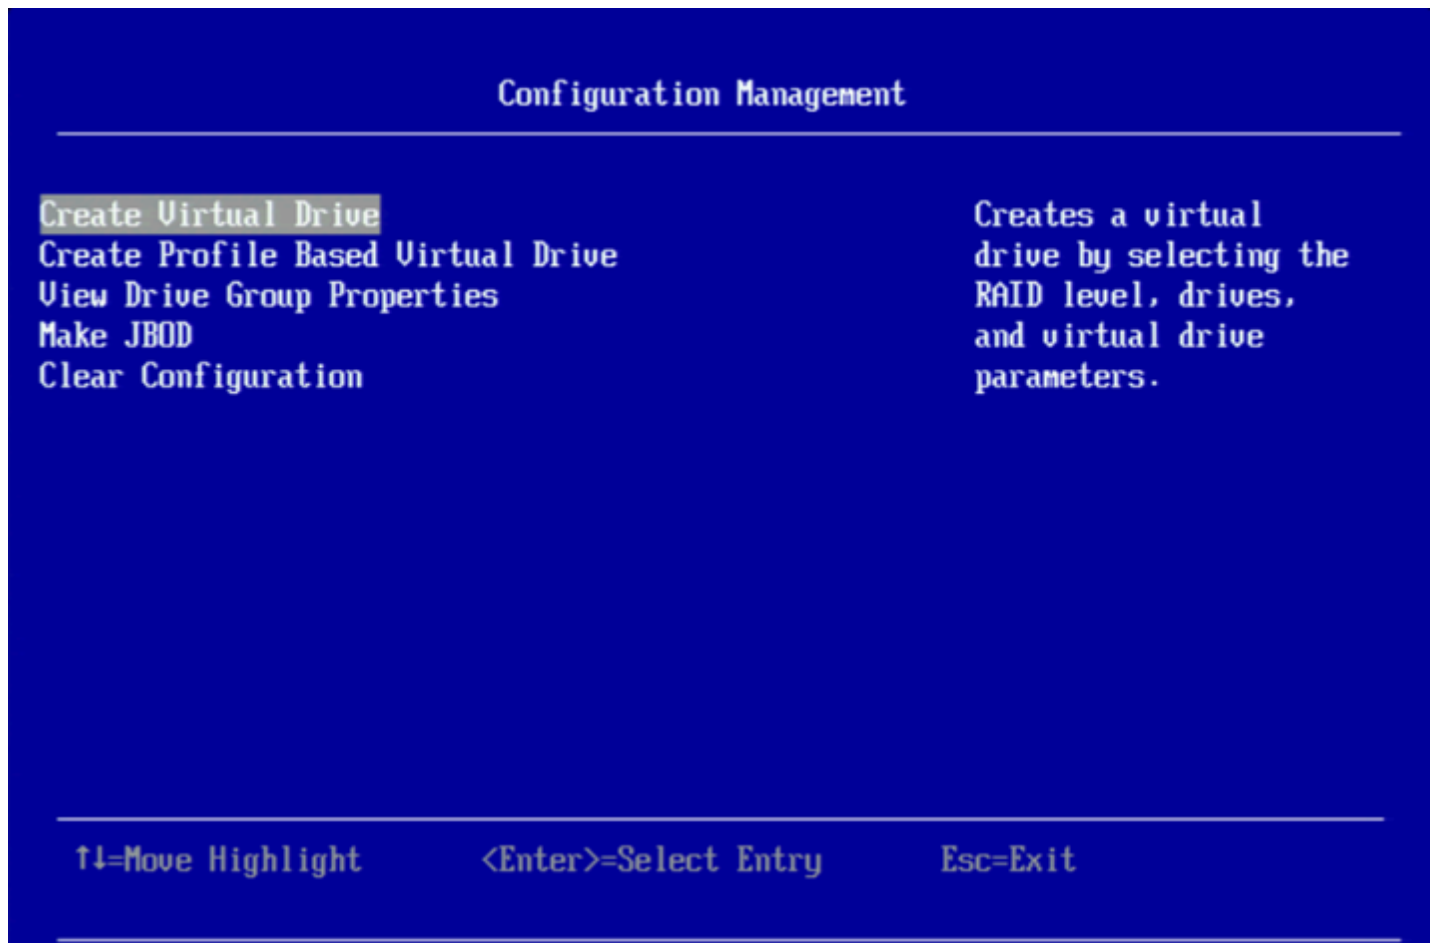 Configuration Management
Create Virtual Drive
Create Profile Based Virtual Drive
View Drive Group Properties
Make JBOD
Clear Configuration
Creates a virtual
drive by selecting the
RAID level, drives,
and virtual drive
parameters.
↑↓=Move Highlight <Enter>=Select Entry Esc=Exit